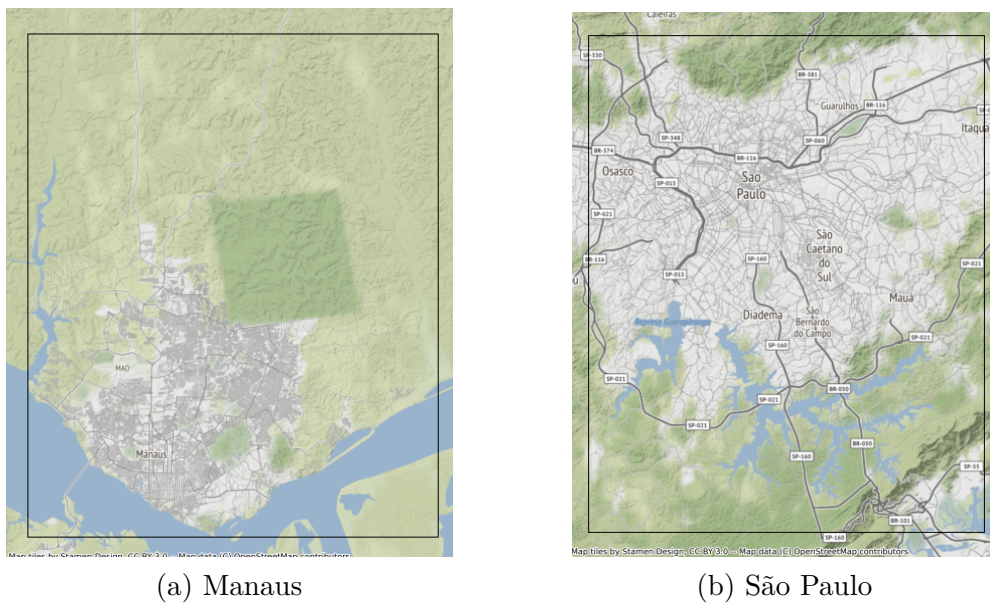 MAO
Manaus
Map tiles by Stamen Design, CC BY 3.0 -- Map data (C) OpenStreetMap contributors
(a) Manaus
Caieiras
SP-330
BR-381
Guarulhos
BR-116
SP-348
SP-060
Itaqua
BR-374
BR-116
Osasco
SP-015
São
Paulo
SP-021
São
Caetano
do
Sul
SP-160
BR-116
SP-015
SP-021
Mauá
Represa Guarapiranga
Diadema
São
Bernardo
do Campo
SP-021
SP-160
SP-021
SP-021
BR-050
SP-021
BR-050
SP-160
SP-55
BR-101
SP-160
Map tiles by Stamen Design, CC BY 3.0 -- Map data (C) OpenStreetMap contributors
(b) São Paulo